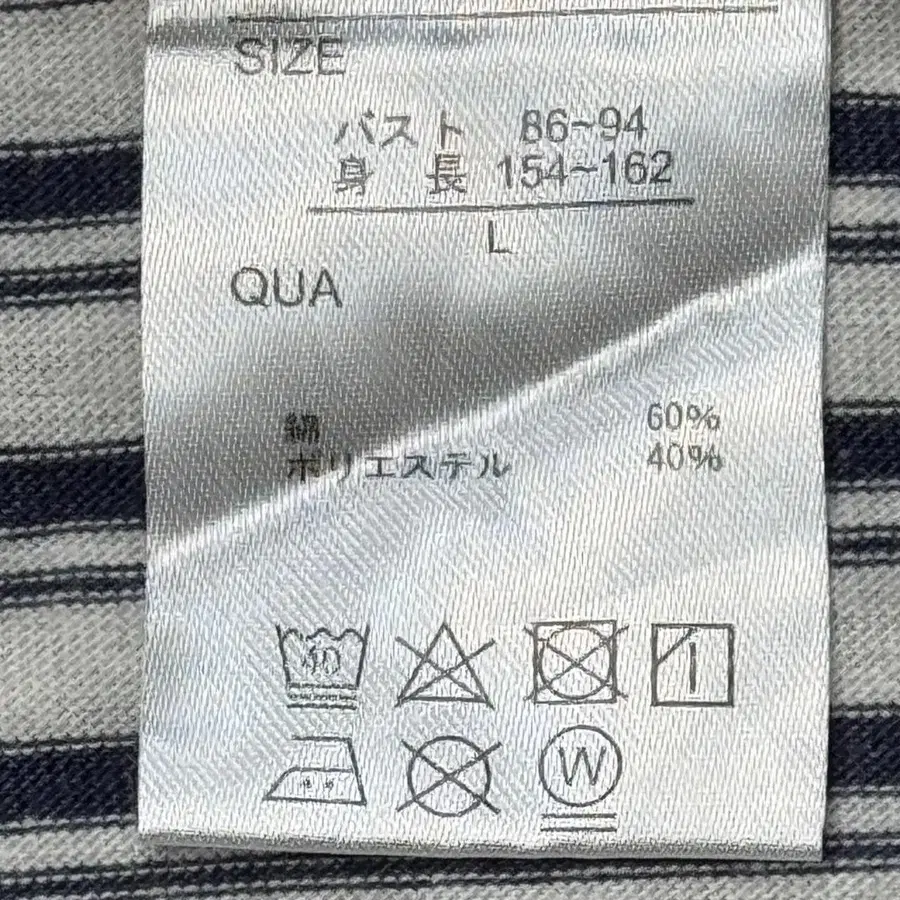 SIZE
バスト 86~94
身長 154~162
L
QUA
綿 60%
ポリエステル 40%
40
W